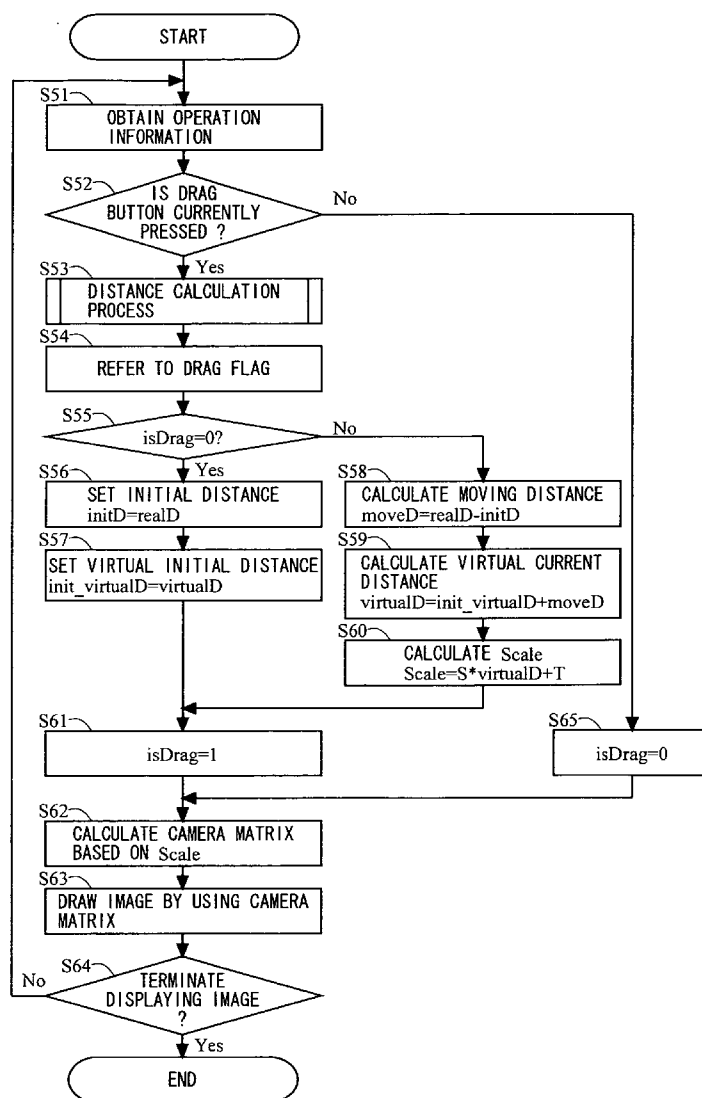 START
S51
OBTAIN OPERATION
INFORMATION
S52
IS DRAG
BUTTON CURRENTLY
PRESSED ?
No
Yes
S53
DISTANCE CALCULATION
PROCESS
S54
REFER TO DRAG FLAG
S55
isDrag=0?
No
Yes
S56
SET INITIAL DISTANCE
initD=realD
S57
SET VIRTUAL INITIAL DISTANCE
init_virtualD=virtualD
S58
CALCULATE MOVING DISTANCE
moveD=realD-initD
S59
CALCULATE VIRTUAL CURRENT
DISTANCE
virtualD=init_virtualD+moveD
S60
CALCULATE Scale
Scale=S*virtualD+T
S61
isDrag=1
S65
isDrag=0
S62
CALCULATE CAMERA MATRIX
BASED ON Scale
S63
DRAW IMAGE BY USING CAMERA
MATRIX
S64
No
TERMINATE
DISPLAYING IMAGE
?
Yes
END